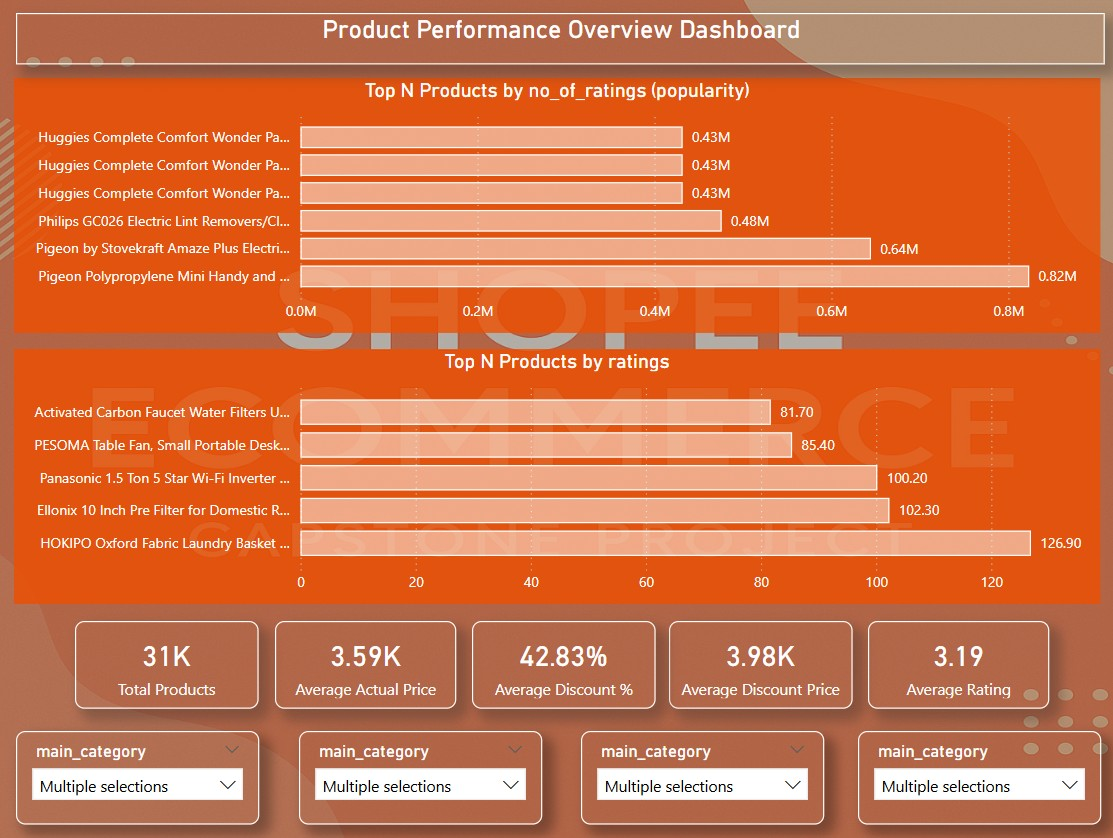 Product Performance Overview Dashboard
Top N Products by no_of_ratings (popularity)
Huggies Complete Comfort Wonder Pa... 0.43M
Huggies Complete Comfort Wonder Pa... 0.43M
Huggies Complete Comfort Wonder Pa... 0.43M
Philips GC026 Electric Lint Removers/Cl... 0.48M
Pigeon by Stovekraft Amaze Plus Electri... 0.64M
Pigeon Polypropylene Mini Handy and ... 0.82M
0.0M 0.2M 0.4M 0.6M 0.8M
SHOPEE
Top N Products by ratings
ECOMMERCE
Activated Carbon Faucet Water Filters U... 81.70
PESOMA Table Fan, Small Portable Desk... 85.40
Panasonic 1.5 Ton 5 Star Wi-Fi Inverter ... 100.20
Ellonix 10 Inch Pre Filter for Domestic R... 102.30
CAPSTONE PROJECT
HOKIPO Oxford Fabric Laundry Basket ... 126.90
0 20 40 60 80 100 120
31K 3.59K 42.83% 3.98K 3.19
Total Products Average Actual Price Average Discount % Average Discount Price Average Rating
main_category main_category main_category main_category
Multiple selections Multiple selections Multiple selections Multiple selections